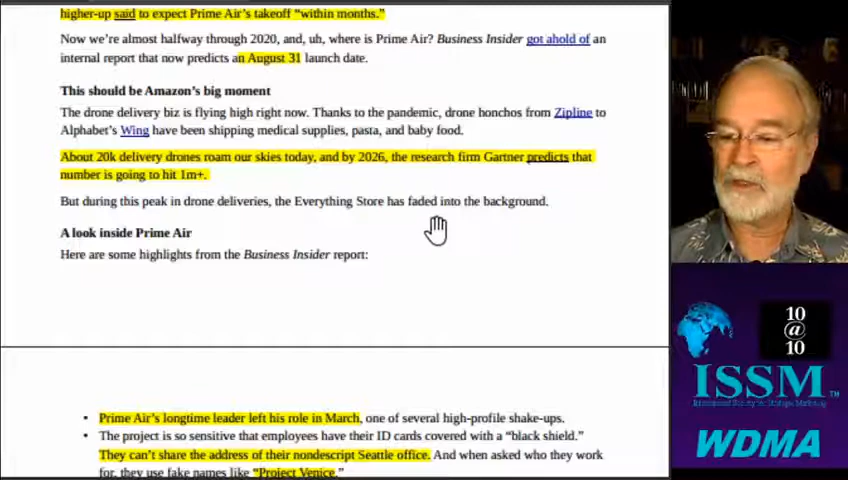 higher-up said to expect Prime Air's takeoff “within months.”
Now we're almost halfway through 2020, and, uh, where is Prime Air? Business Insider got ahold of an
internal report that now predicts an August 31 launch date.
This should be Amazon's big moment
The drone delivery biz is flying high right now. Thanks to the pandemic, drone honchos from Zipline to
Alphabet's Wing have been shipping medical supplies, pasta, and baby food.
About 20k delivery drones roam our skies today, and by 2026, the research firm Gartner predicts that
number is going to hit 1m+.
But during this peak in drone deliveries, the Everything Store has faded into the background.
A look inside Prime Air
Here are some highlights from the Business Insider report:
• Prime Air's longtime leader left his role in March, one of several high-profile shake-ups.
• The project is so sensitive that employees have their ID cards covered with a “black shield.”
They can't share the address of their nondescript Seattle office. And when asked who they work
for, they use fake names like “Project Venice.”
10
@
10
ISSM™
International Society for Strategic Marketing
WDMA